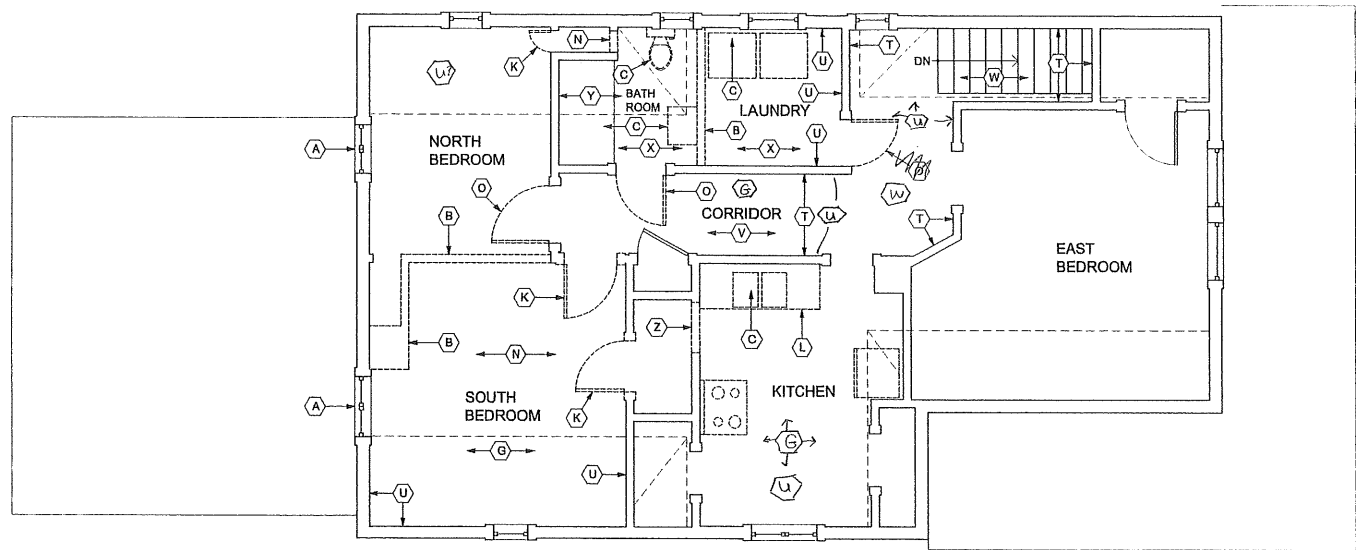 N
K
U?
C
Y
BATH
ROOM
C
X
B
C
U
U
LAUNDRY
X
U
T
DN
W
T
U
W
A
NORTH
BEDROOM
O
B
O
G
CORRIDOR
V
T
U
T
EAST
BEDROOM
K
B
N
Z
C
L
A
SOUTH
BEDROOM
K
KITCHEN
G
G
U
U
U